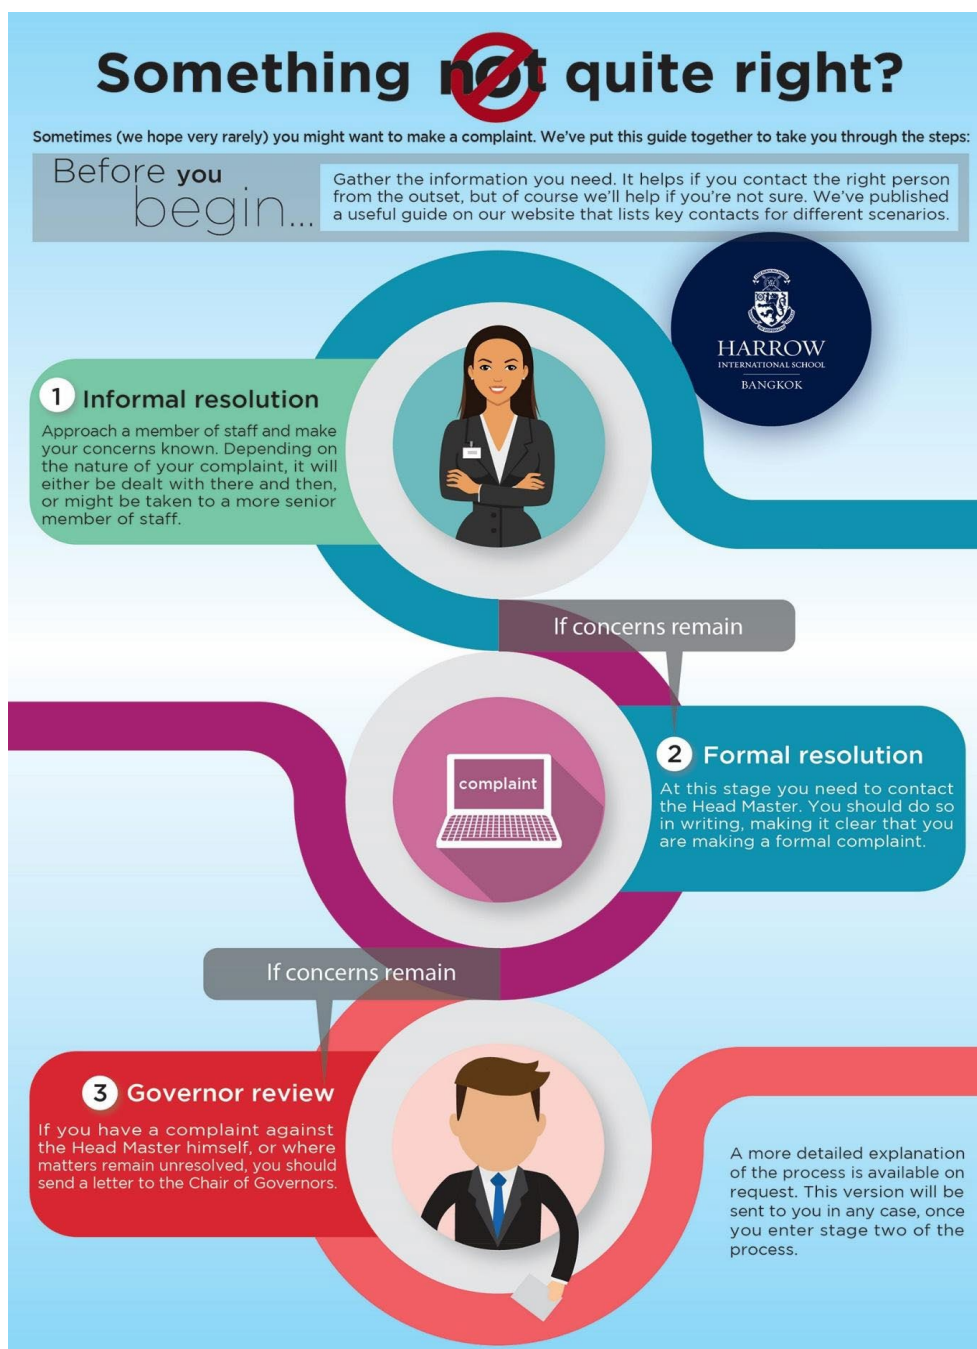 Something not quite right?
Sometimes (we hope very rarely) you might want to make a complaint. We've put this guide together to take you through the steps:
Before you
begin...
Gather the information you need. It helps if you contact the right person
from the outset, but of course we'll help if you're not sure. We've published
a useful guide on our website that lists key contacts for different scenarios.
HARROW
INTERNATIONAL SCHOOL
BANGKOK
1 Informal resolution
Approach a member of staff and make
your concerns known. Depending on
the nature of your complaint, it will
either be dealt with there and then,
or might be taken to a more senior
member of staff.
If concerns remain
2 Formal resolution
At this stage you need to contact
the Head Master. You should do so
in writing, making it clear that you
are making a formal complaint.
complaint
If concerns remain
3 Governor review
If you have a complaint against
the Head Master himself, or where
matters remain unresolved, you should
send a letter to the Chair of Governors.
A more detailed explanation
of the process is available on
request. This version will be
sent to you in any case, once
you enter stage two of the
process.